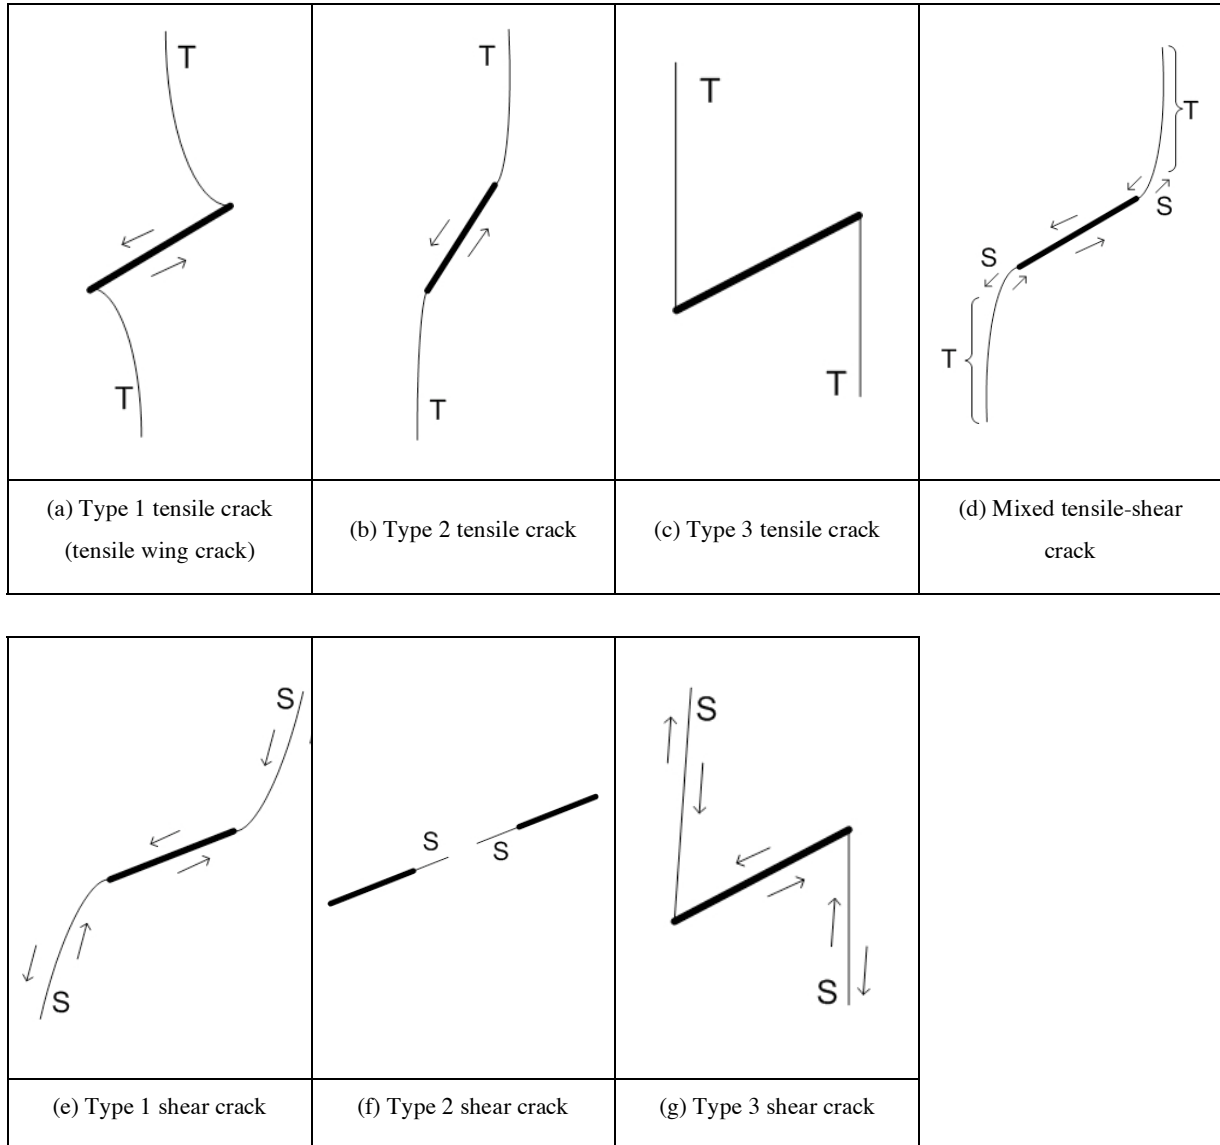 T
T
T
T
T
T
T
S
S
T
(a) Type 1 tensile crack
(tensile wing crack)
(b) Type 2 tensile crack
(c) Type 3 tensile crack
(d) Mixed tensile-shear
crack
S
S
S
S
S
S
(e) Type 1 shear crack
(f) Type 2 shear crack
(g) Type 3 shear crack